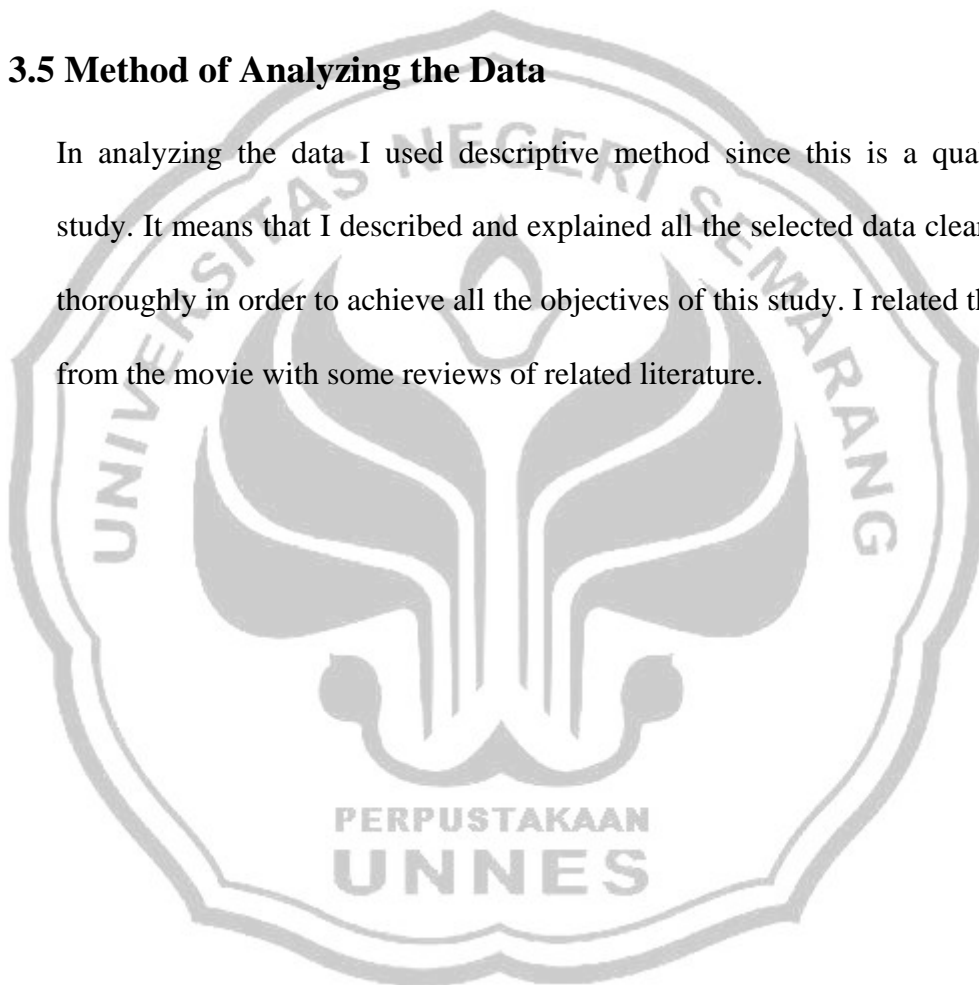 3.5 Method of Analyzing the Data
In analyzing the data I used descriptive method since this is a
study. It means that I described and explained all the selected data
thoroughly in order to achieve all the objectives of this study. I related
from the movie with some reviews of related literature.
UNIVERSITAS NEGERI SEMARANG
PERPUSTAKAAN
UNNES